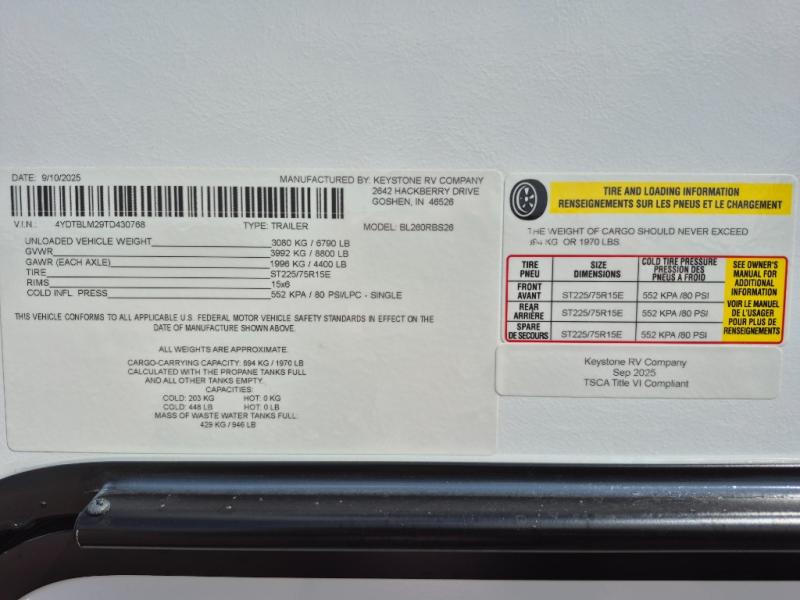 DATE: 9/10/2025
MANUFACTURED BY: KEYSTONE RV COMPANY
2642 HACKBERRY DRIVE
GOSHEN, IN 46526
V.I.N.: 4YDTBLM29TD430768 TYPE: TRAILER MODEL: BL260RBS26
UNLOADED VEHICLE WEIGHT 3080 KG / 6790 LB
GVWR 3992 KG / 8800 LB
GAWR (EACH AXLE) 1996 KG / 4400 LB
TIRE ST225/75R15E
RIMS 15x6
COLD INFL. PRESS 552 KPA / 80 PSI/LPC - SINGLE
THIS VEHICLE CONFORMS TO ALL APPLICABLE U.S. FEDERAL MOTOR VEHICLE SAFETY STANDARDS IN EFFECT ON THE
DATE OF MANUFACTURE SHOWN ABOVE.
ALL WEIGHTS ARE APPROXIMATE.
CARGO-CARRYING CAPACITY: 894 KG / 1970 LB
CALCULATED WITH THE PROPANE TANKS FULL
AND ALL OTHER TANKS EMPTY.
CAPACITIES:
COLD: 203 KG HOT: 0 KG
COLD: 448 LB HOT: 0 LB
MASS OF WASTE WATER TANKS FULL:
429 KG / 946 LB
TIRE AND LOADING INFORMATION
RENSEIGNEMENTS SUR LES PNEUS ET LE CHARGEMENT
THE WEIGHT OF CARGO SHOULD NEVER EXCEED
894 KG OR 1970 LBS.
TIRE
PNEU
SIZE
DIMENSIONS
COLD TIRE PRESSURE
PRESSION DES
PNEUS A FROID
FRONT
AVANT
ST225/75R15E 552 KPA /80 PSI
REAR
ARRIÈRE
ST225/75R15E 552 KPA /80 PSI
SPARE
DE SECOURS
ST225/75R15E 552 KPA /80 PSI
SEE OWNER'S
MANUAL FOR
ADDITIONAL
INFORMATION
VOIR LE MANUEL
DE L'USAGER
POUR PLUS DE
RENSEIGNEMENTS
Keystone RV Company
Sep 2025
TSCA Title VI Compliant